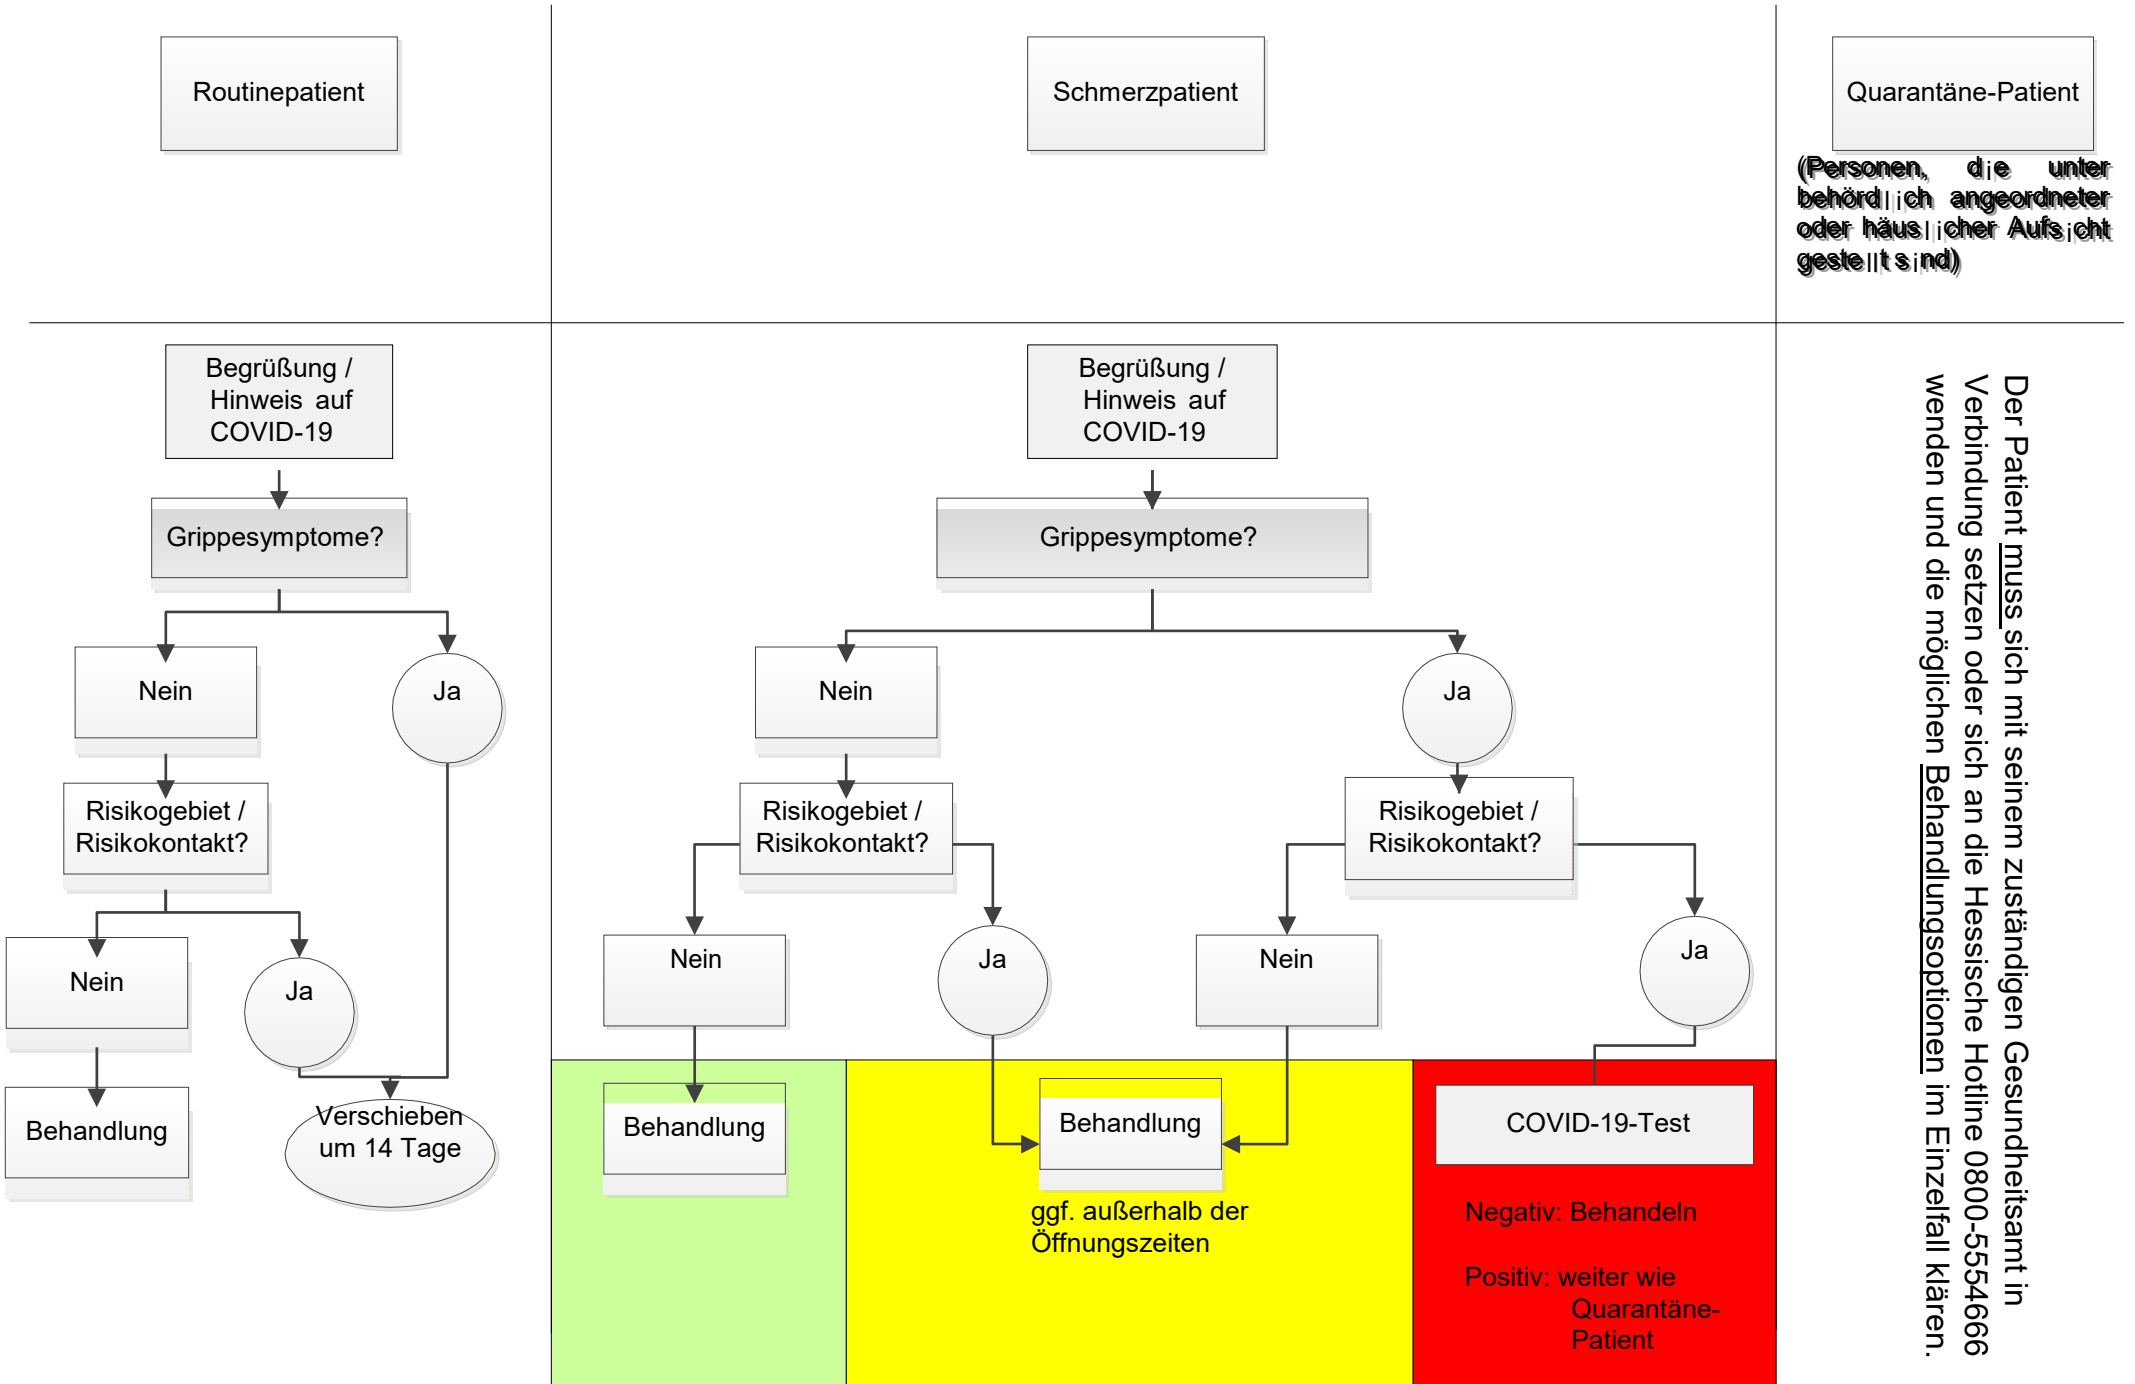 Routinepatient
Schmerzpatient
Quarantäne-Patient
(Personen, die unter
behördlich angeordneter
oder häuslicher Aufsicht
gestellt sind)
Begrüßung /
Hinweis auf
COVID-19
Grippesymptome?
Nein
Ja
Risikogebiet /
Risikokontakt?
Nein
Ja
Behandlung
Verschieben
um 14 Tage
Begrüßung /
Hinweis auf
COVID-19
Grippesymptome?
Nein
Ja
Risikogebiet /
Risikokontakt?
Risikogebiet /
Risikokontakt?
Nein
Ja
Nein
Ja
Behandlung
Behandlung
ggf. außerhalb der
Öffnungszeiten
COVID-19-Test
Negativ: Behandeln
Positiv: weiter wie
Quarantäne-
Patient
Der Patient muss sich mit seinem zuständigen Gesundheitsamt in
Verbindung setzen oder sich an die Hessische Hotline 0800-5554666
wenden und die möglichen Behandlungsoptionen im Einzelfall klären.